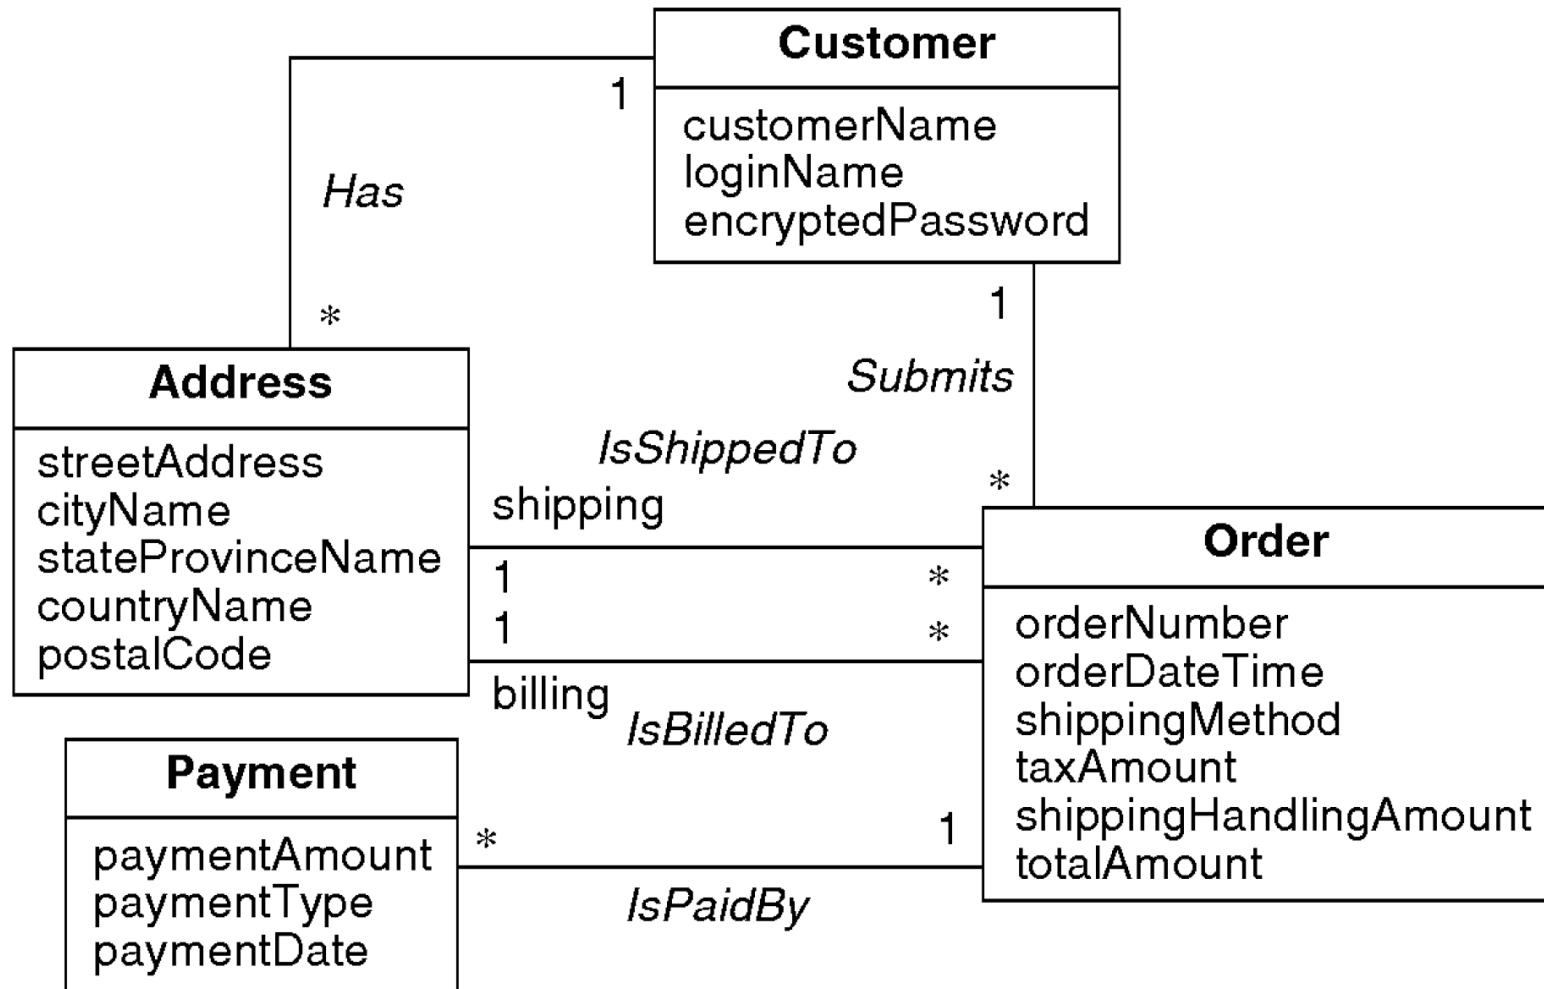 Customer
1
customerName
loginName
encryptedPassword
Has
*
1
Submits
*
Address
streetAddress
cityName
stateProvinceName
countryName
postalCode
IsShippedTo
shipping
1
*
1
*
billing
IsBilledTo
Order
orderNumber
orderDateTime
shippingMethod
taxAmount
shippingHandlingAmount
totalAmount
Payment
paymentAmount
paymentType
paymentDate
*
1
IsPaidBy